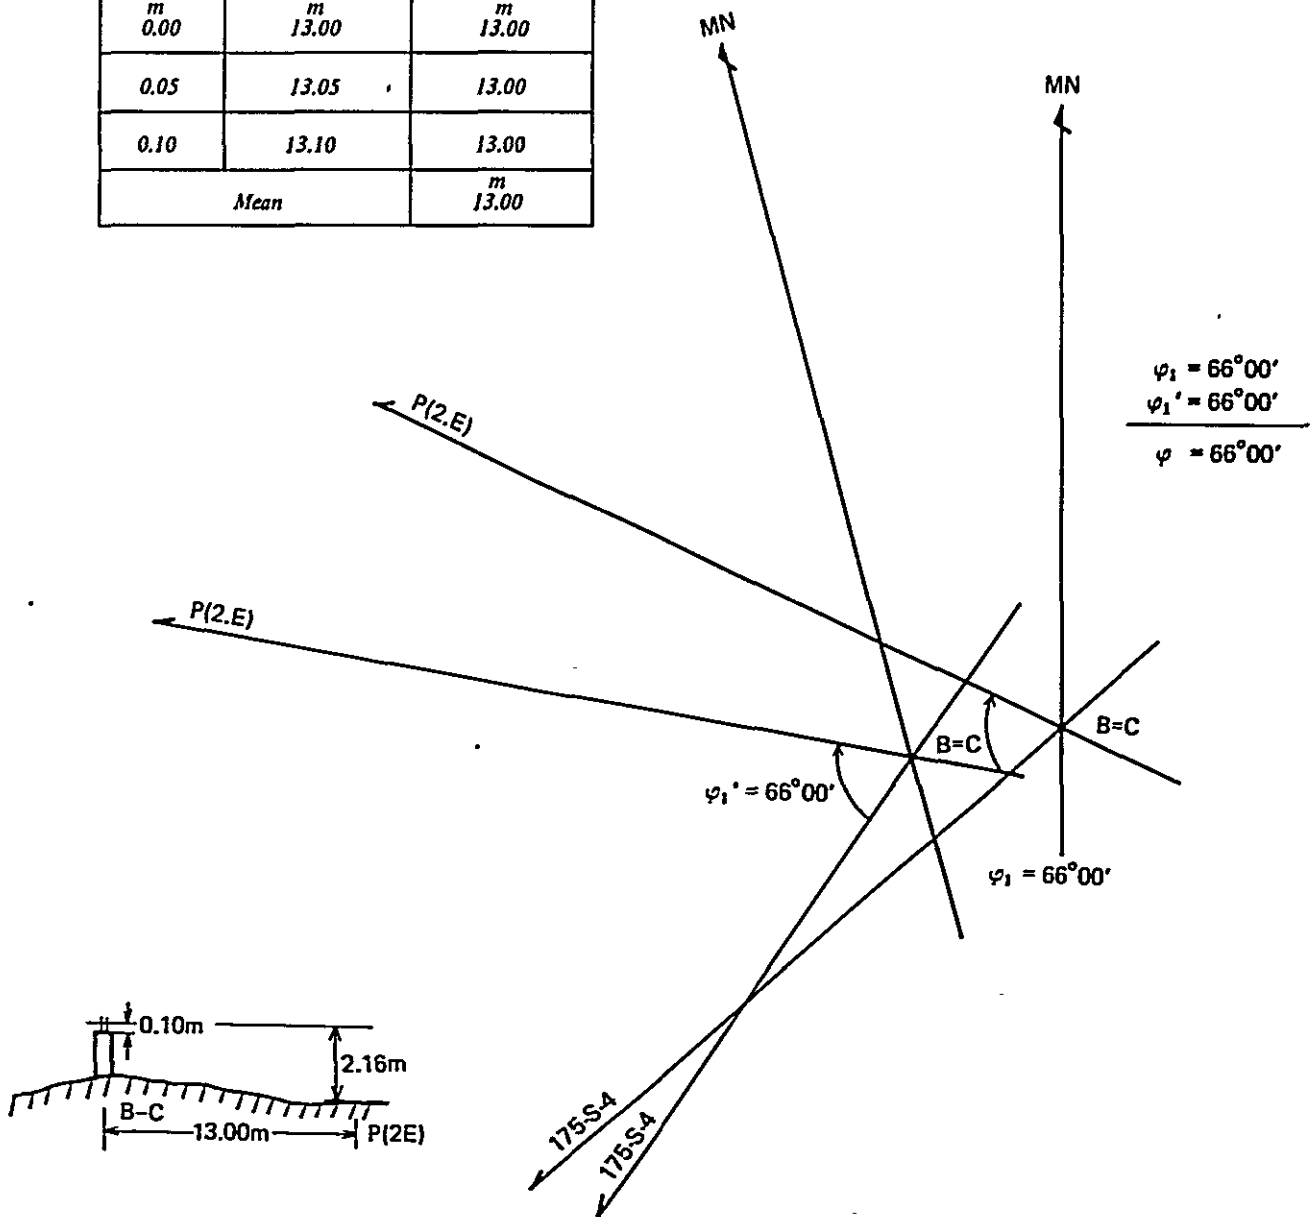 m m m
0.00 13.00 13.00
0.05 13.05 13.00
0.10 13.10 13.00
Mean m
13.00
MN
MN
φ₁ = 66°00′
φ₁′ = 66°00′
φ = 66°00′
P(2.E)
P(2.E)
B=C
B=C
φ₁′ = 66°00′
φ₁ = 66°00′
0.10m
2.16m
B–C
13.00m
P(2E)
175-S-4
175-S-4